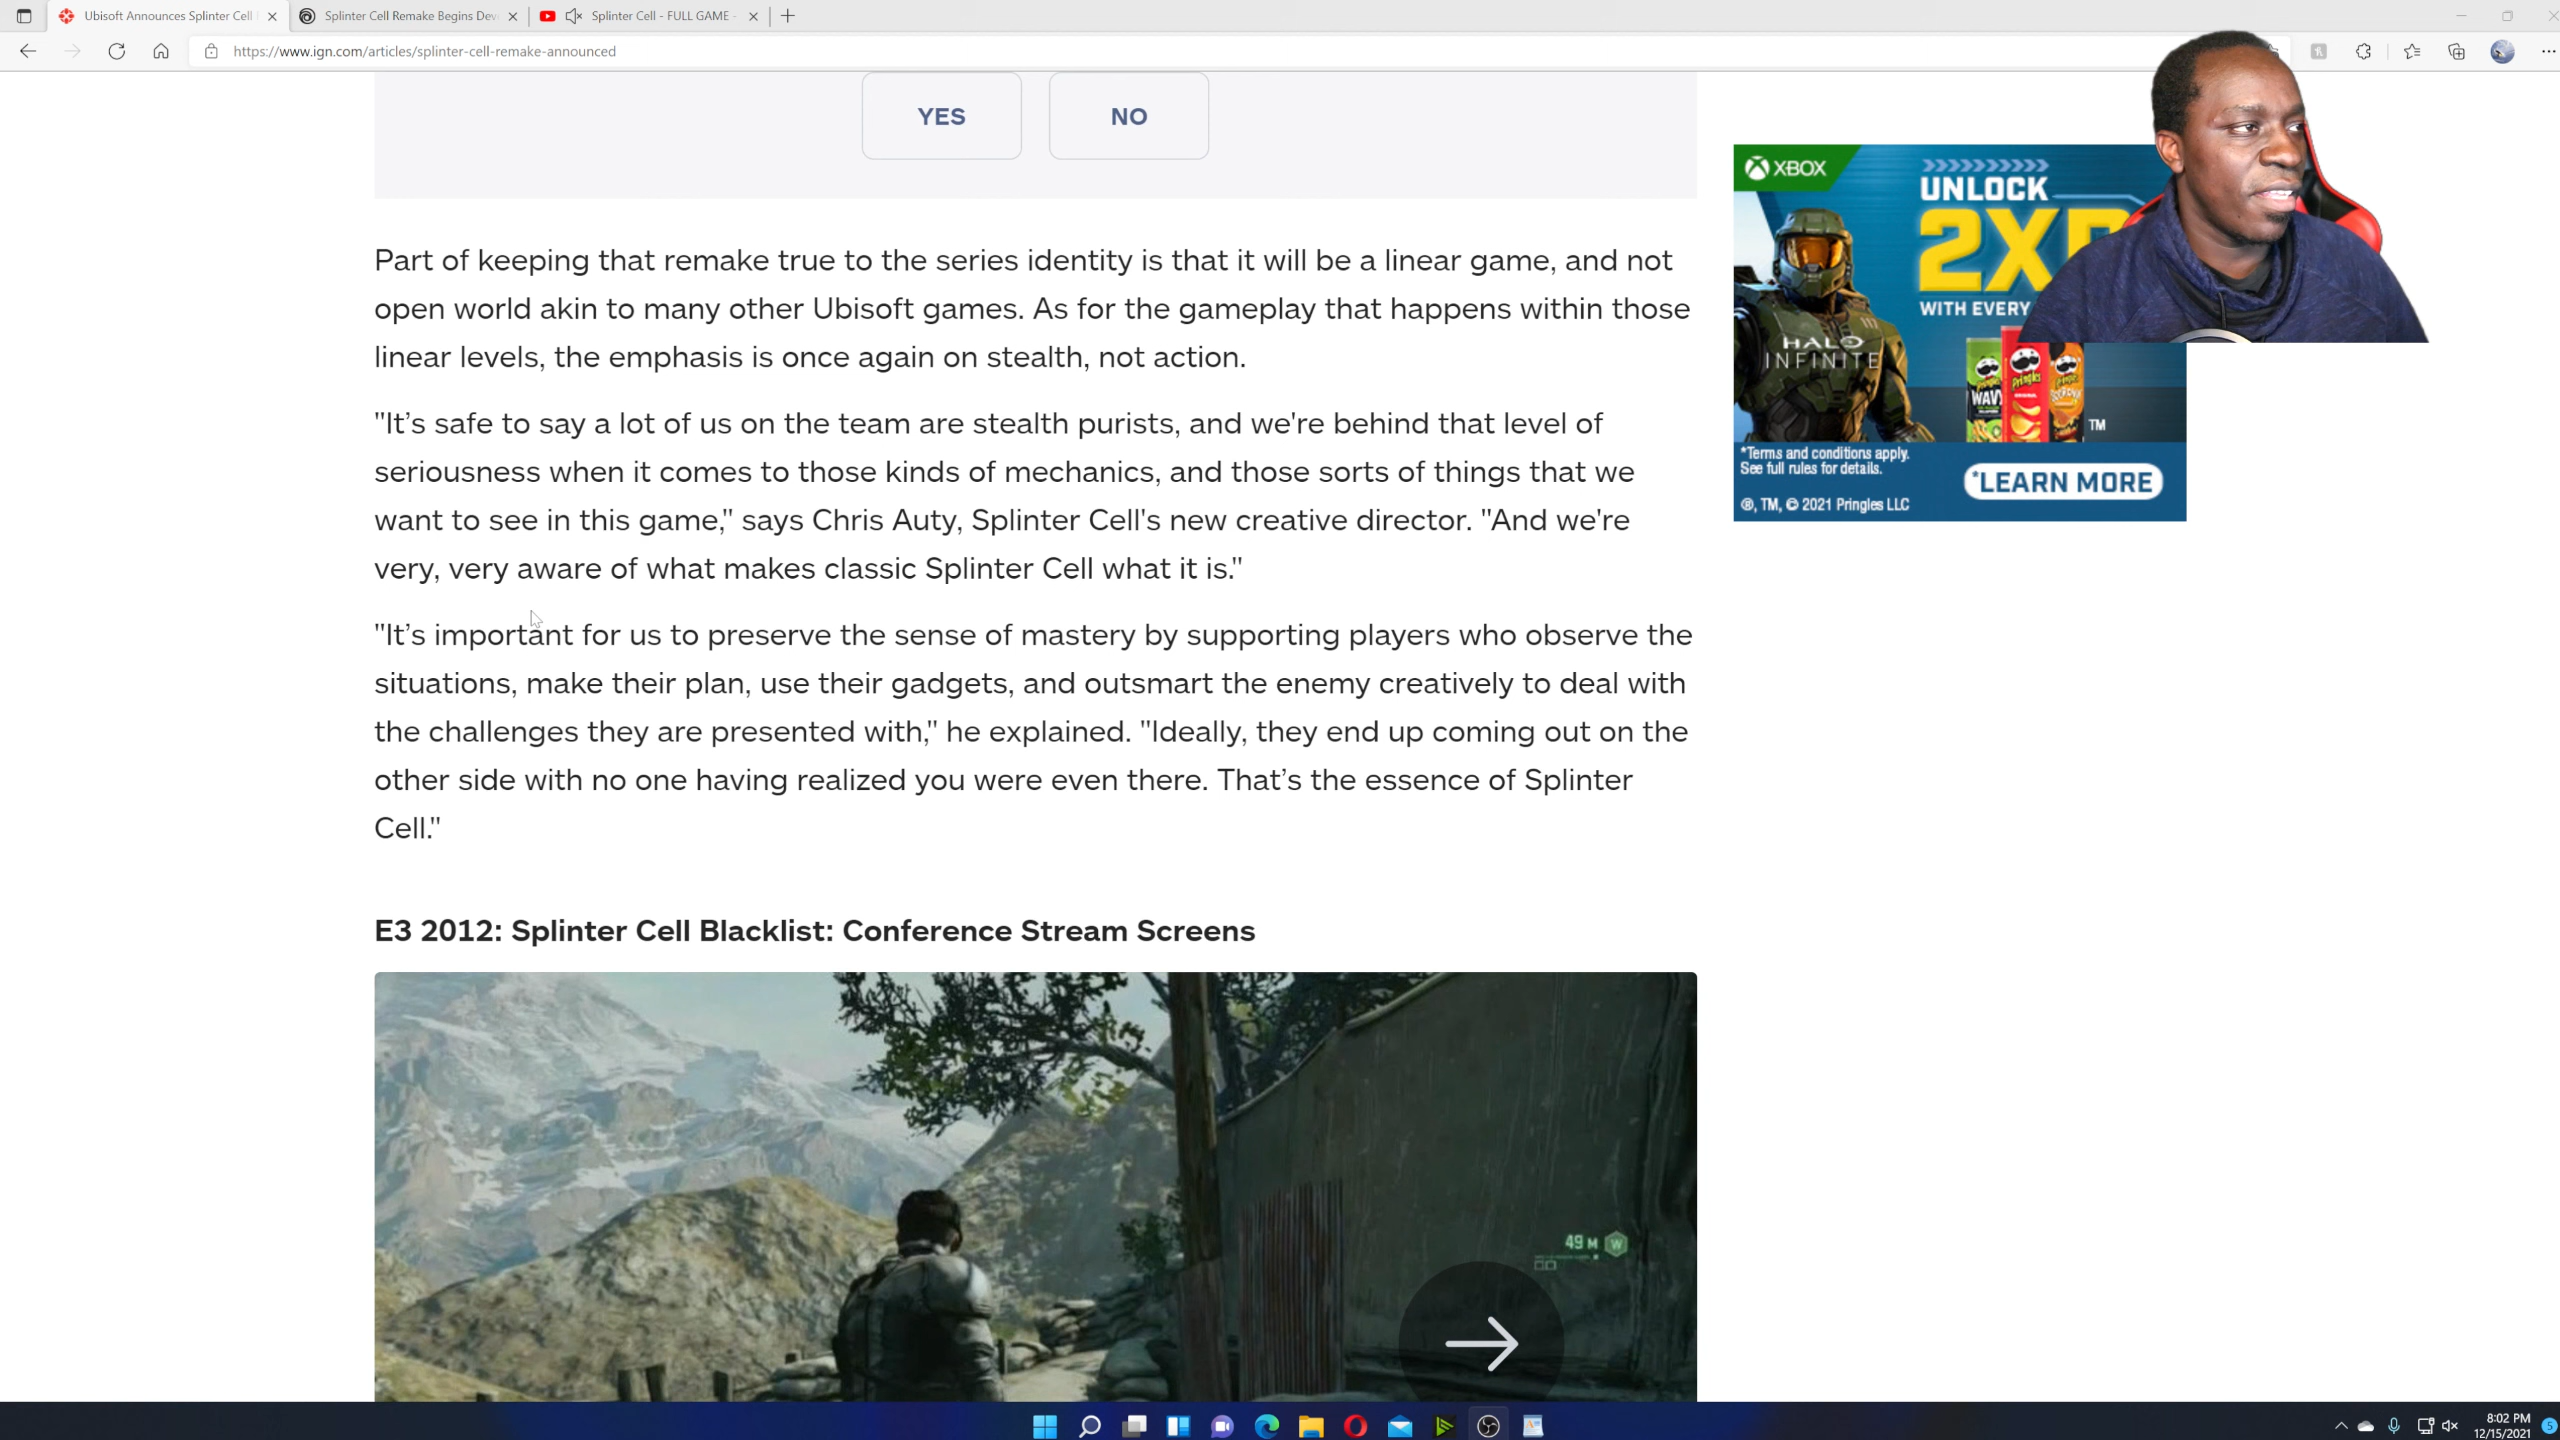 Ubisoft Announces Splinter Cell
Splinter Cell Remake Begins Dev
Splinter Cell - FULL GAME -
https://www.ign.com/articles/splinter-cell-remake-announced
YES
NO
Part of keeping that remake true to the series identity is that it will be a linear game, and not
open world akin to many other Ubisoft games. As for the gameplay that happens within those
linear levels, the emphasis is once again on stealth, not action.
"It's safe to say a lot of us on the team are stealth purists, and we're behind that level of
seriousness when it comes to those kinds of mechanics, and those sorts of things that we
want to see in this game," says Chris Auty, Splinter Cell's new creative director. "And we're
very, very aware of what makes classic Splinter Cell what it is."
"It's important for us to preserve the sense of mastery by supporting players who observe the
situations, make their plan, use their gadgets, and outsmart the enemy creatively to deal with
the challenges they are presented with," he explained. "Ideally, they end up coming out on the
other side with no one having realized you were even there. That's the essence of Splinter
Cell."
E3 2012: Splinter Cell Blacklist: Conference Stream Screens
49 M
W
XBOX
UNLOCK
2X
WITH EVERY
HALO
INFINITE
WAVY
Pringles
TM
*Terms and conditions apply.
See full rules for details.
*LEARN MORE
®, TM, © 2021 Pringles LLC
8:02 PM
12/15/2021
5